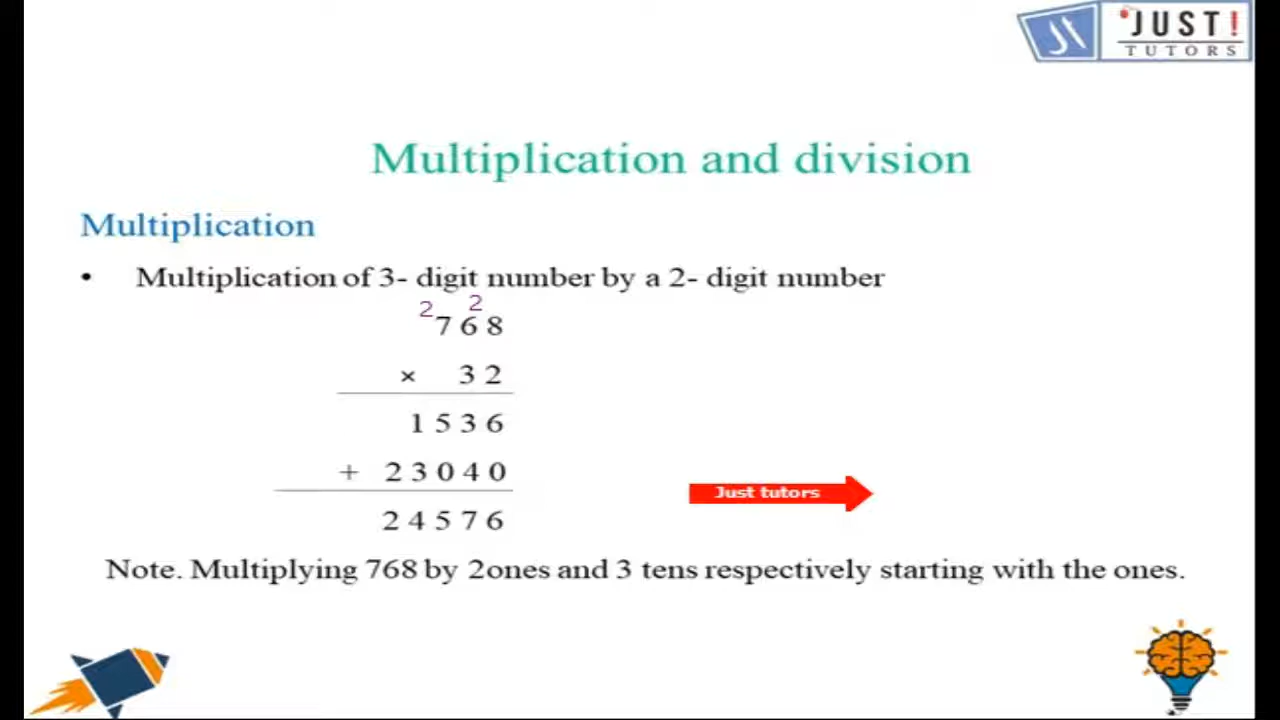 JUST!
TUTORS
Multiplication and division
Multiplication
• Multiplication of 3- digit number by a 2- digit number
2 2
7 6 8
× 3 2
1 5 3 6
+ 2 3 0 4 0
Just tutors
2 4 5 7 6
Note. Multiplying 768 by 2ones and 3 tens respectively starting with the ones.